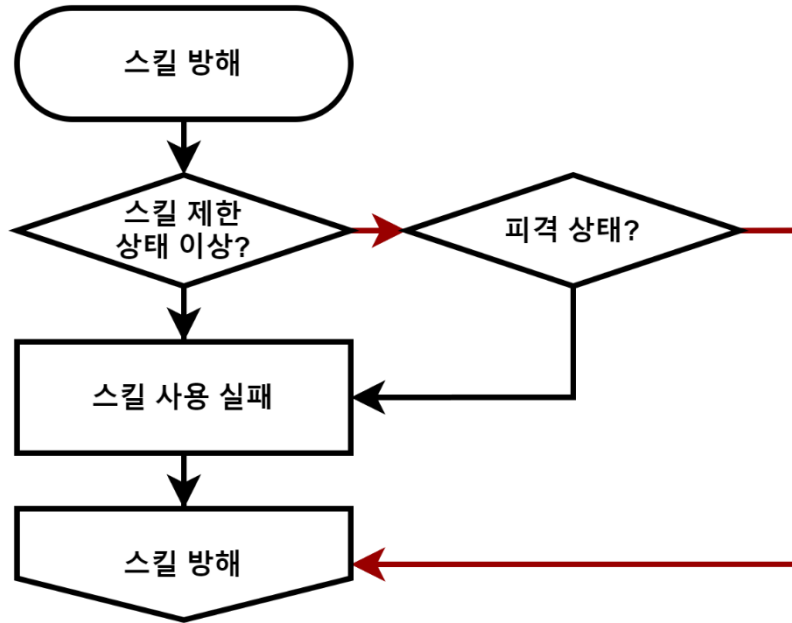 스킬 방해
스킬 제한
상태 이상?
피격 상태?
스킬 사용 실패
스킬 방해